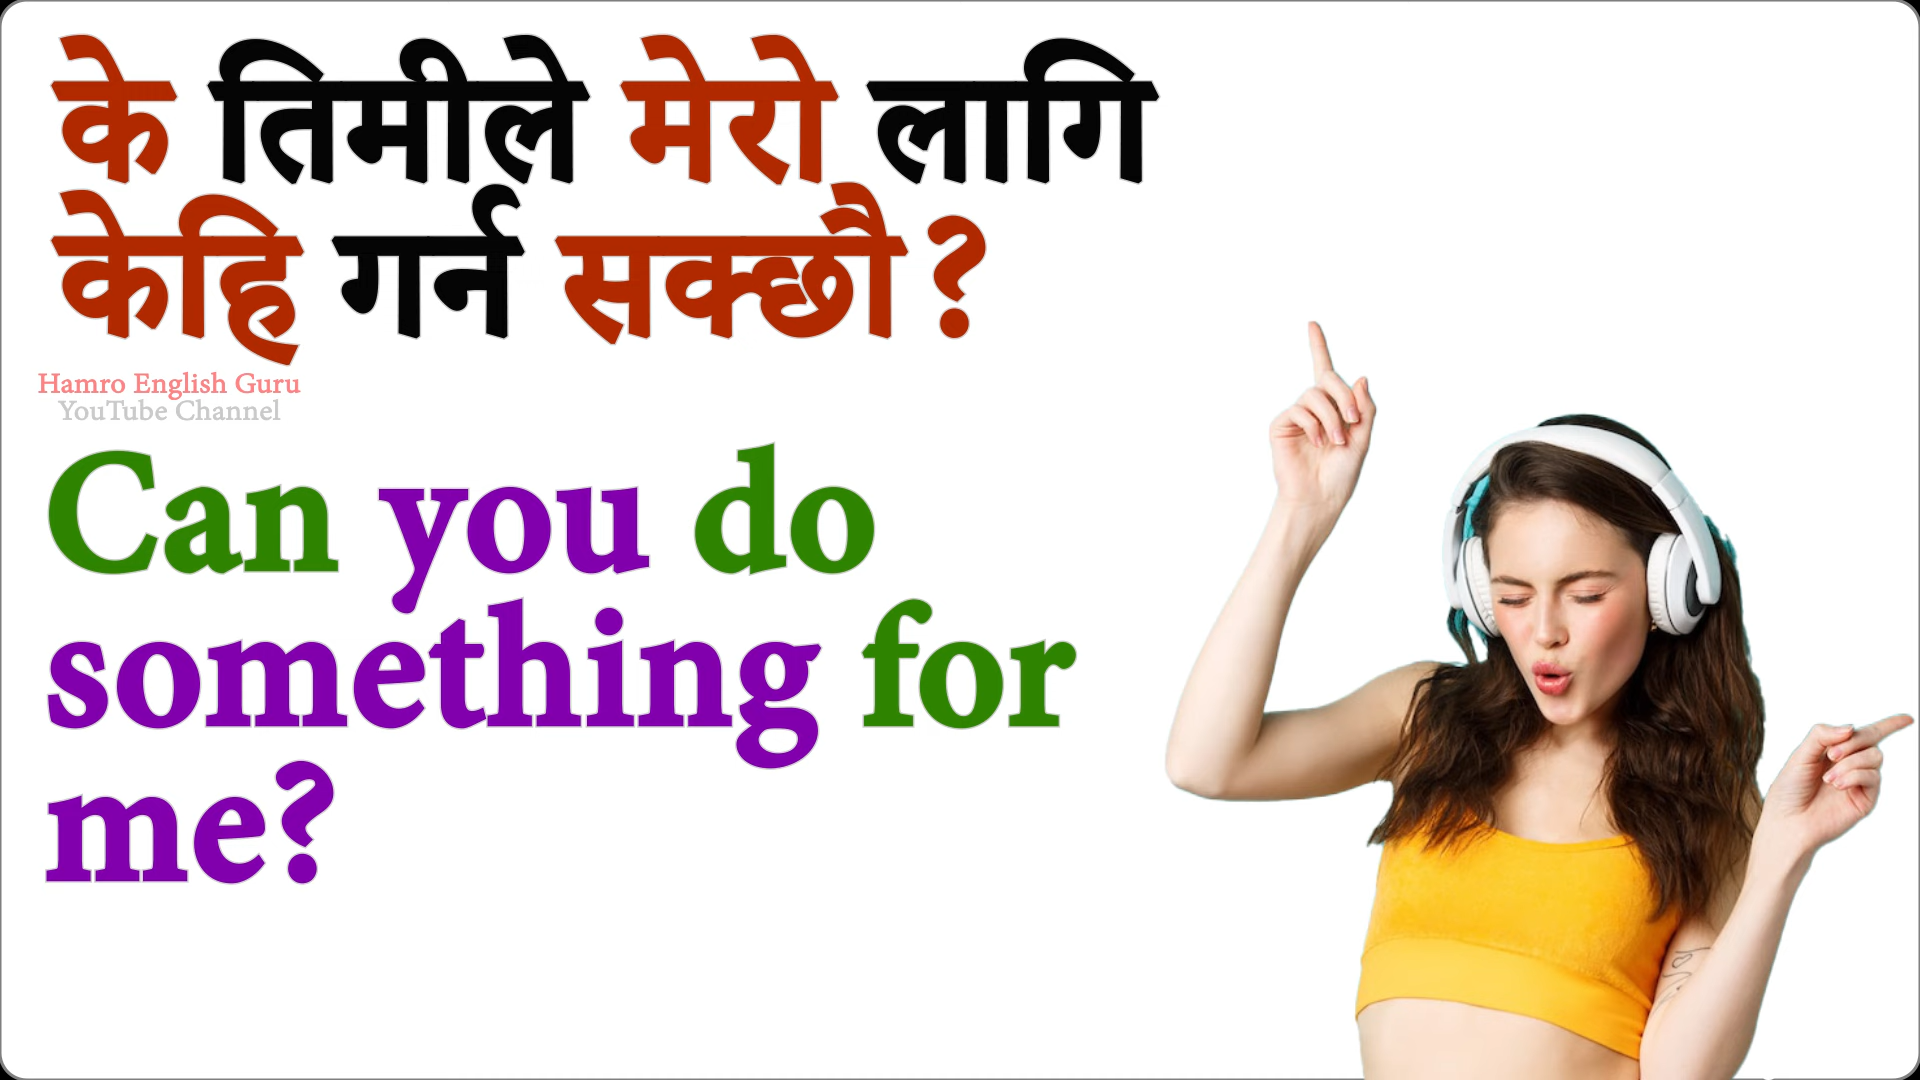 के तिमीले मेरो लागि
केहि गर्न सक्छौ ?
Hamro English Guru
YouTube Channel
Can you do
something for
me?